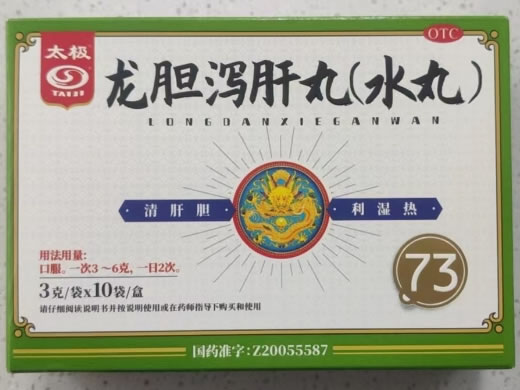 太极
TAIJI
OTC
龙胆泻肝丸(水丸)
LONGDANXIEGANWAN
清肝胆
利湿热
用法用量:
口服。一次3～6克,一日2次。
3克/袋x10袋/盒
请仔细阅读说明书并按说明使用或在药师指导下购买和使用
73
国药准字:Z20055587